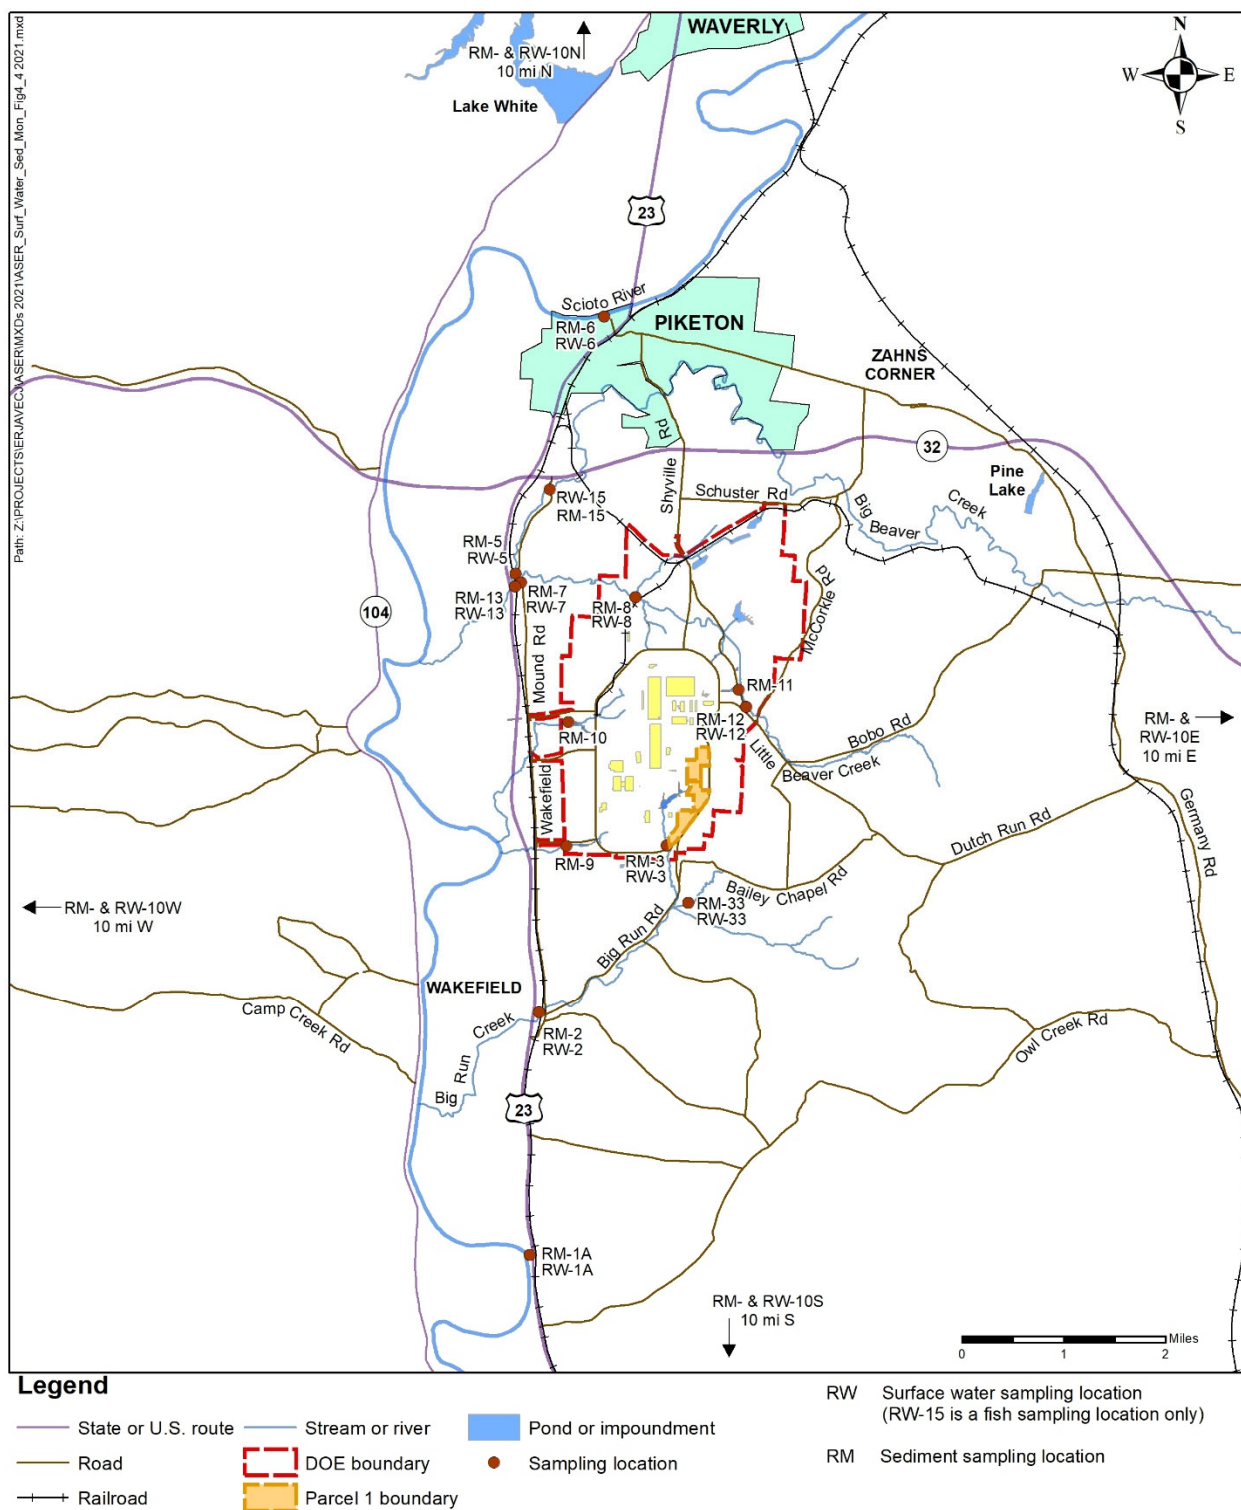 Path: Z:\PROJECTS\ERJAVECJ\ASER\MXDs 2021\ASER_Surf_Water_Sed_Mon_Fig4_4 2021.mxd
WAVERLY
RM- & RW-10N
10 mi N
Lake White
N
W
E
S
23
Scioto River
RM-6
RW-6
PIKETON
ZAHNS
CORNER
32
Pine
Lake
Shyville
Rd
Schuster Rd
Big Beaver
Creek
RW-15
RM-15
RM-5
RW-5
RM-7
RW-7
RM-13
RW-13
RM-8
RW-8
McCorkle Rd
104
Mound Rd
RM-11
RM-12
RW-12
RM-10
Bobo Rd
Little
Beaver Creek
RM- &
RW-10E
10 mi E
Wakefield
Germany Rd
Dutch Run Rd
RM-9
RM-3
RW-3
Bailey Chapel Rd
RM-33
RW-33
RM- & RW-10W
10 mi W
Big Run Rd
WAKEFIELD
Camp Creek Rd
Owl Creek Rd
RM-2
RW-2
Big Run Creek
23
RM-1A
RW-1A
RM- & RW-10S
10 mi S
Miles
0 1 2
Legend
State or U.S. route
Road
Railroad
Stream or river
DOE boundary
Parcel 1 boundary
Pond or impoundment
Sampling location
RW Surface water sampling location
(RW-15 is a fish sampling location only)
RM Sediment sampling location